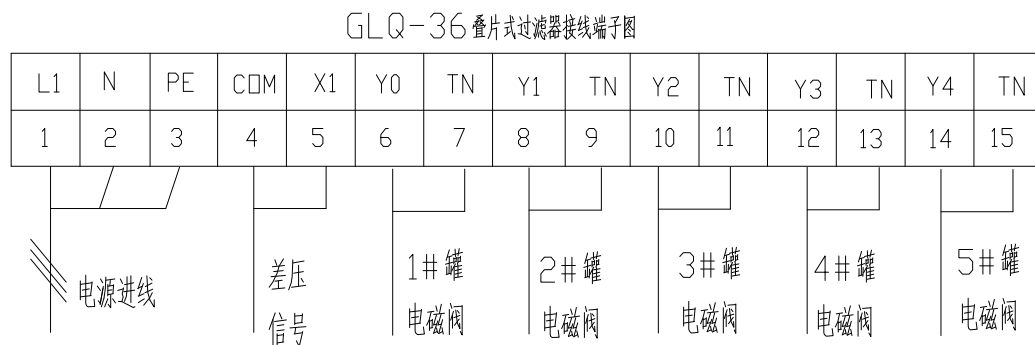 GLQ-36叠片式过滤器接线端子图
L1 N PE COM X1 Y0 TN Y1 TN Y2 TN Y3 TN Y4 TN
1 2 3 4 5 6 7 8 9 10 11 12 13 14 15
电源进线
差压
信号
1#罐
电磁阀
2#罐
电磁阀
3#罐
电磁阀
4#罐
电磁阀
5#罐
电磁阀